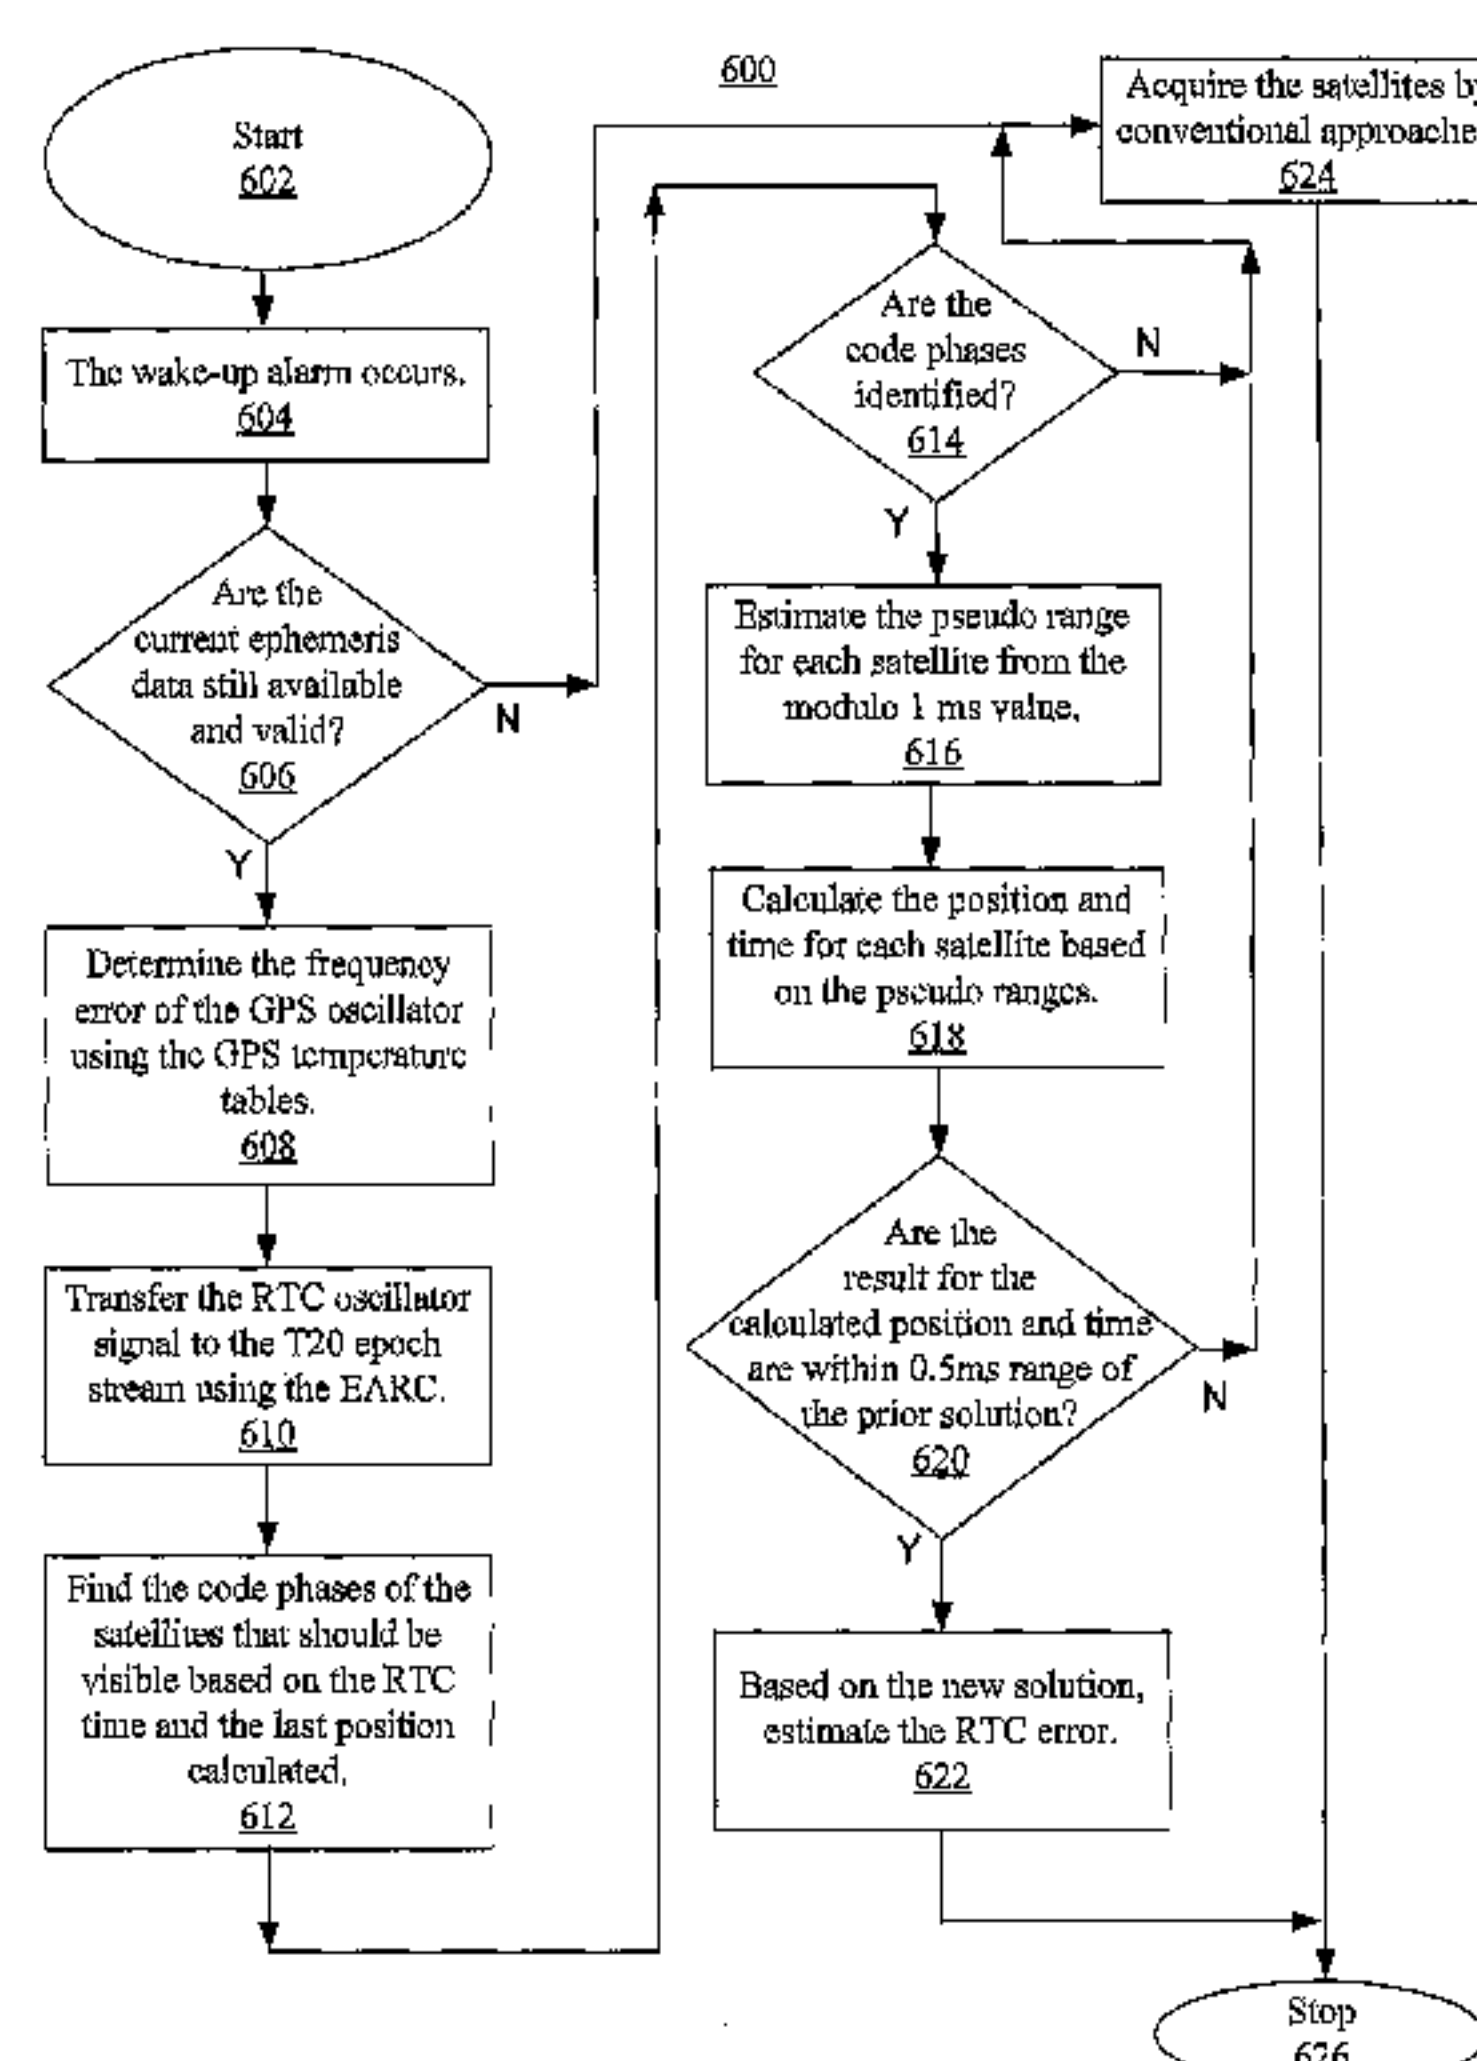 600
Start
602
The wake-up alarm occurs.
604
Are the
current ephemeris
data still available
and valid?
606
N
Y
Determine the frequency
error of the GPS oscillator
using the GPS temperature
tables.
608
Transfer the RTC oscillator
signal to the T20 epoch
stream using the EARC.
610
Find the code phases of the
satellites that should be
visible based on the RTC
time and the last position
calculated.
612
Are the
code phases
identified?
614
N
Y
Estimate the pseudo range
for each satellite from the
modulo 1 ms value.
616
Calculate the position and
time for each satellite based
on the pseudo ranges.
618
Are the
result for the
calculated position and time
are within 0.5ms range of
the prior solution?
620
N
Y
Based on the new solution,
estimate the RTC error.
622
Acquire the satellites by
conventional approache
624
Stop
626